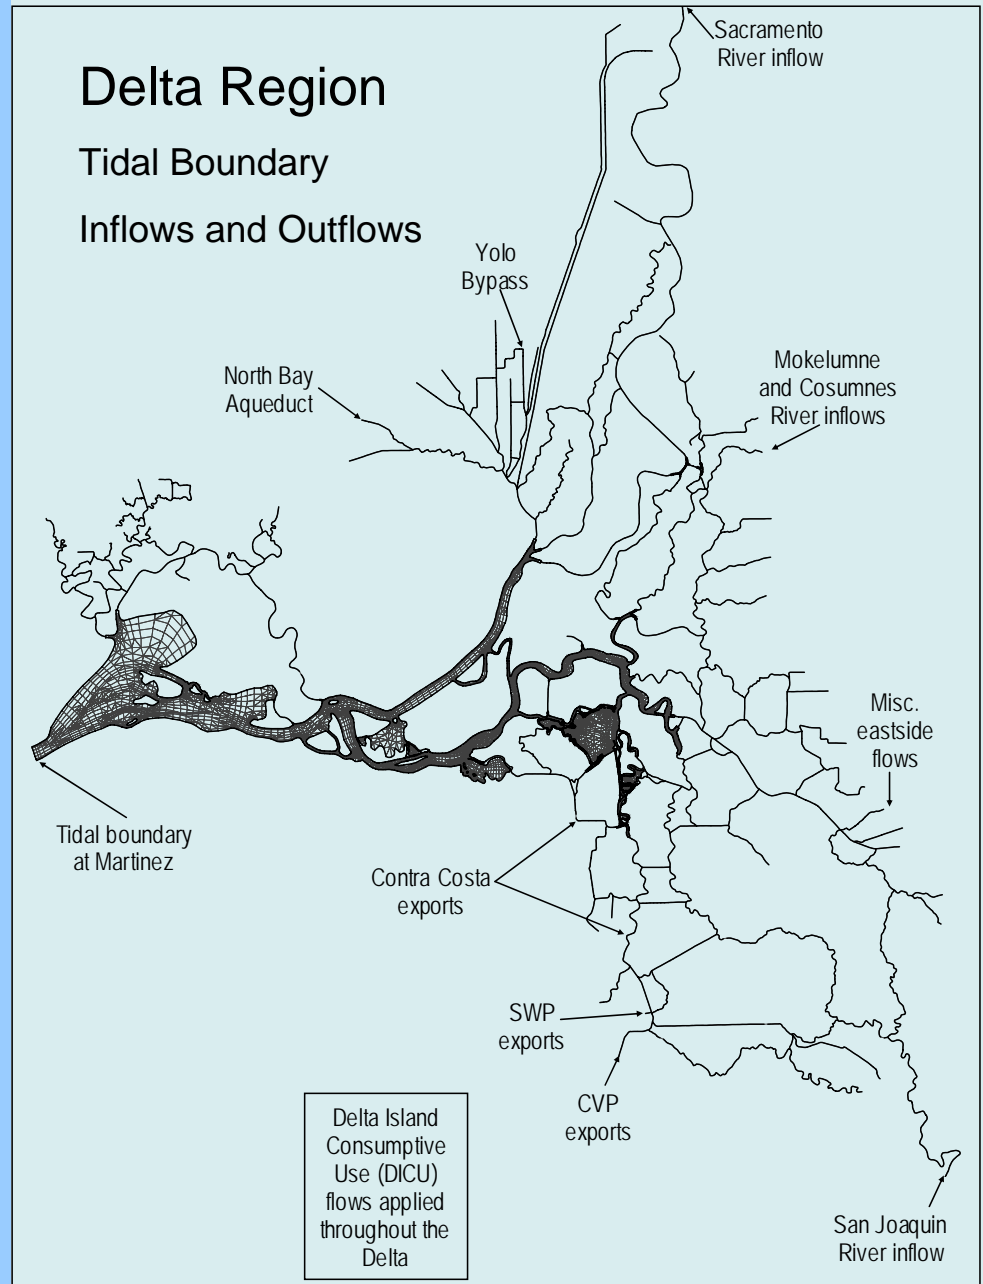 Delta Region
Tidal Boundary
Inflows and Outflows
Sacramento
River inflow
Yolo
Bypass
North Bay
Aqueduct
Mokelumne
and Cosumnes
River inflows
Misc.
eastside
flows
Tidal boundary
at Martinez
Contra Costa
exports
SWP
exports
CVP
exports
Delta Island
Consumptive
Use (DICU)
flows applied
throughout the
Delta
San Joaquin
River inflow